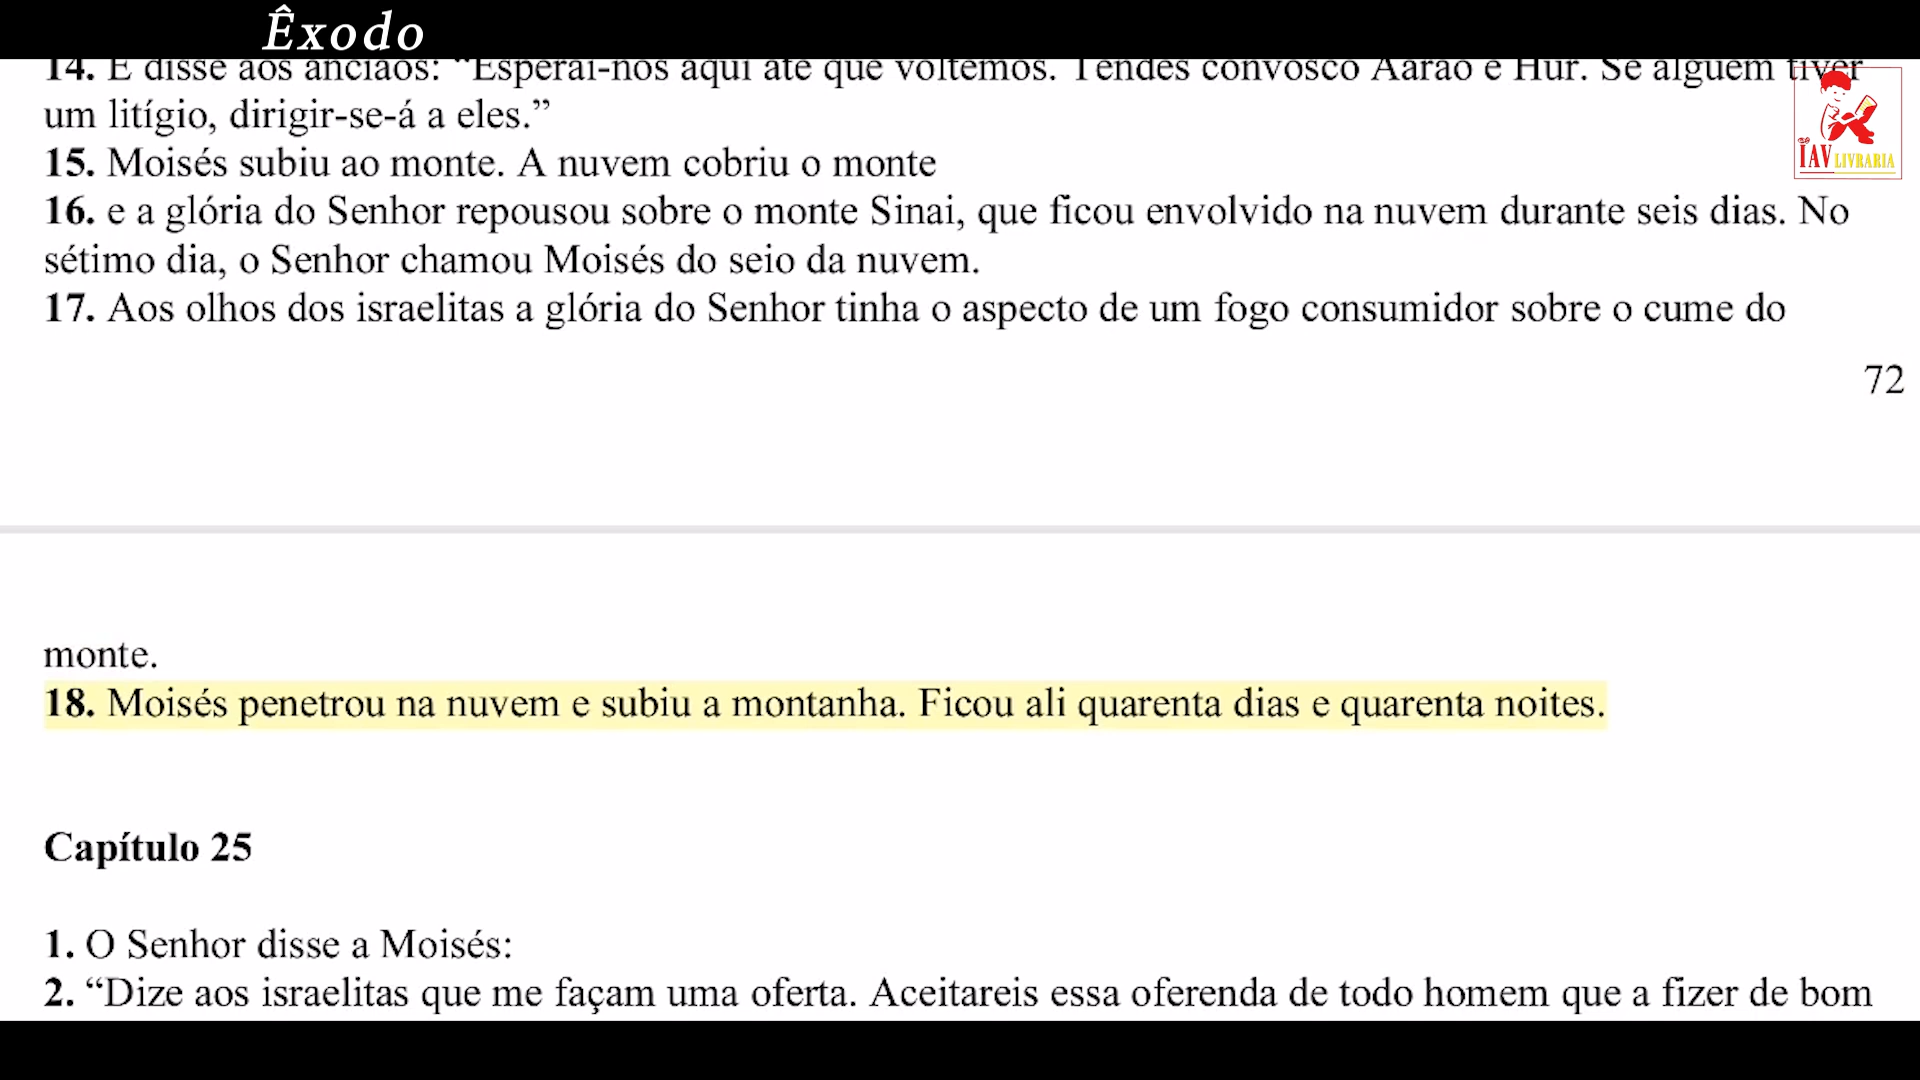 Êxodo
14. E disse aos anciãos: “Esperai-nos aqui até que voltemos. Tendes convosco Aarão e Hur. Se alguém tiver
um litígio, dirigir-se-á a eles.”
15. Moisés subiu ao monte. A nuvem cobriu o monte
16. e a glória do Senhor repousou sobre o monte Sinai, que ficou envolvido na nuvem durante seis dias. No
sétimo dia, o Senhor chamou Moisés do seio da nuvem.
17. Aos olhos dos israelitas a glória do Senhor tinha o aspecto de um fogo consumidor sobre o cume do
72
monte.
18. Moisés penetrou na nuvem e subiu a montanha. Ficou ali quarenta dias e quarenta noites.
Capítulo 25
1. O Senhor disse a Moisés:
2. “Dize aos israelitas que me façam uma oferta. Aceitareis essa oferenda de todo homem que a fizer de bom
IAV LIVRARIA